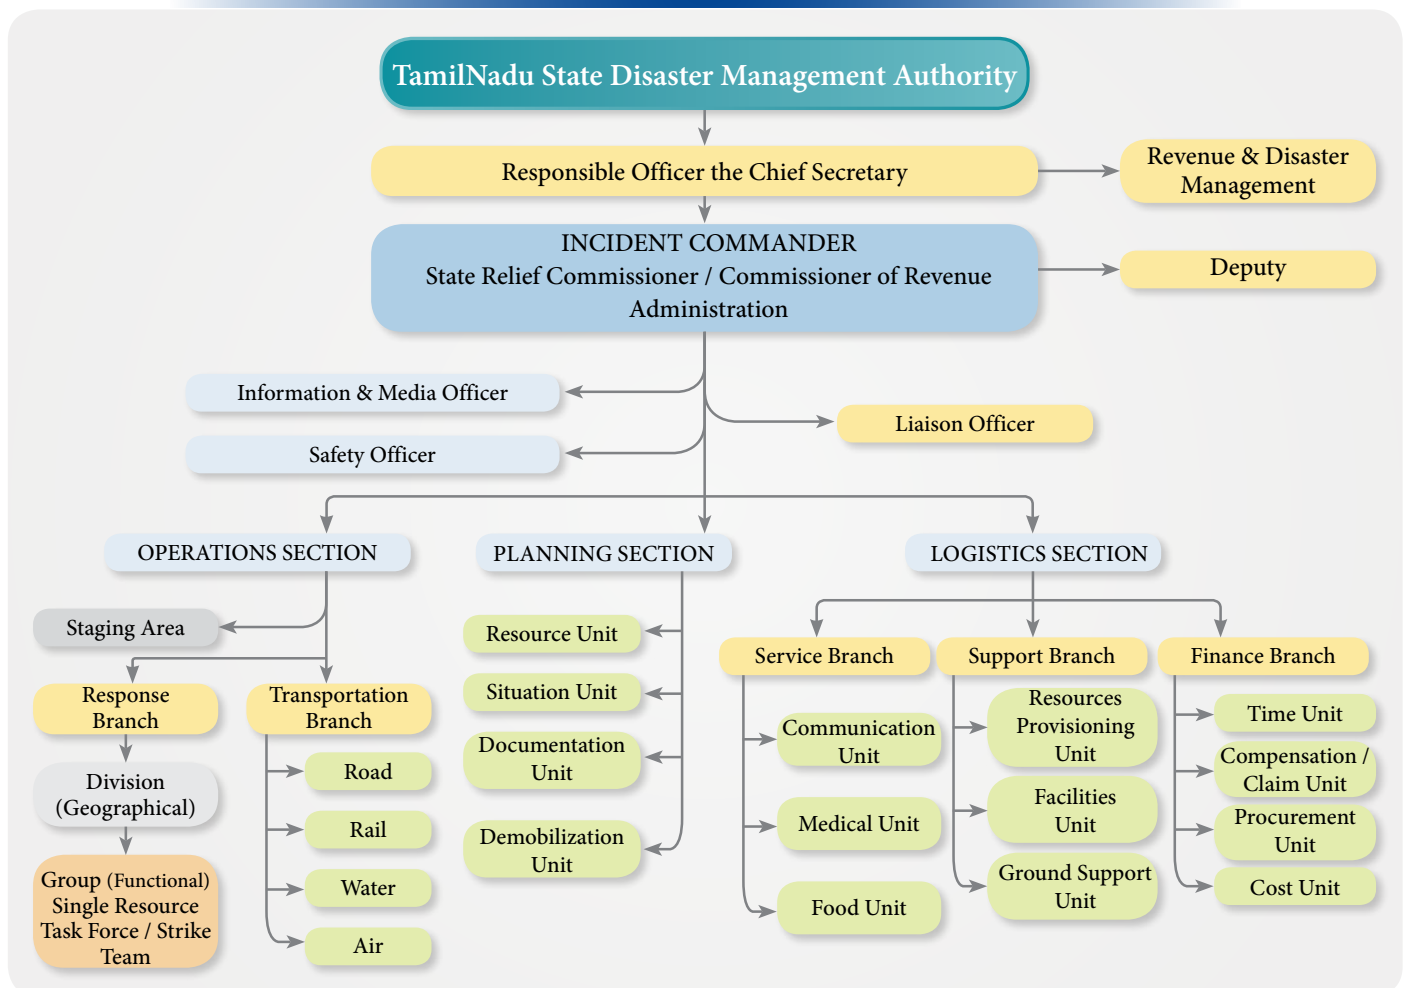 TamilNadu State Disaster Management Authority
Responsible Officer the Chief Secretary
Revenue & Disaster
Management
INCIDENT COMMANDER
State Relief Commissioner / Commissioner of Revenue
Administration
Deputy
Information & Media Officer
Liaison Officer
Safety Officer
OPERATIONS SECTION
PLANNING SECTION
LOGISTICS SECTION
Staging Area
Response
Branch
Transportation
Branch
Division
(Geographical)
Group (Functional)
Single Resource
Task Force / Strike
Team
Road
Rail
Water
Air
Resource Unit
Situation Unit
Documentation
Unit
Demobilization
Unit
Service Branch
Support Branch
Finance Branch
Communication
Unit
Medical Unit
Food Unit
Resources
Provisioning
Unit
Facilities
Unit
Ground Support
Unit
Time Unit
Compensation /
Claim Unit
Procurement
Unit
Cost Unit